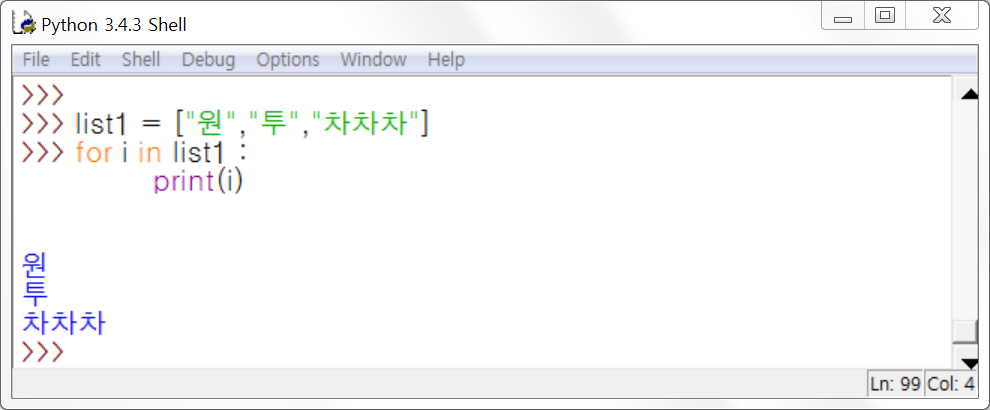 Python 3.4.3 Shell
File Edit Shell Debug Options Window Help
>>>
>>> list1 = ["원","투","차차차"]
>>> for i in list1 :
        print(i)
원
투
차차차
>>>
Ln: 99 Col: 4